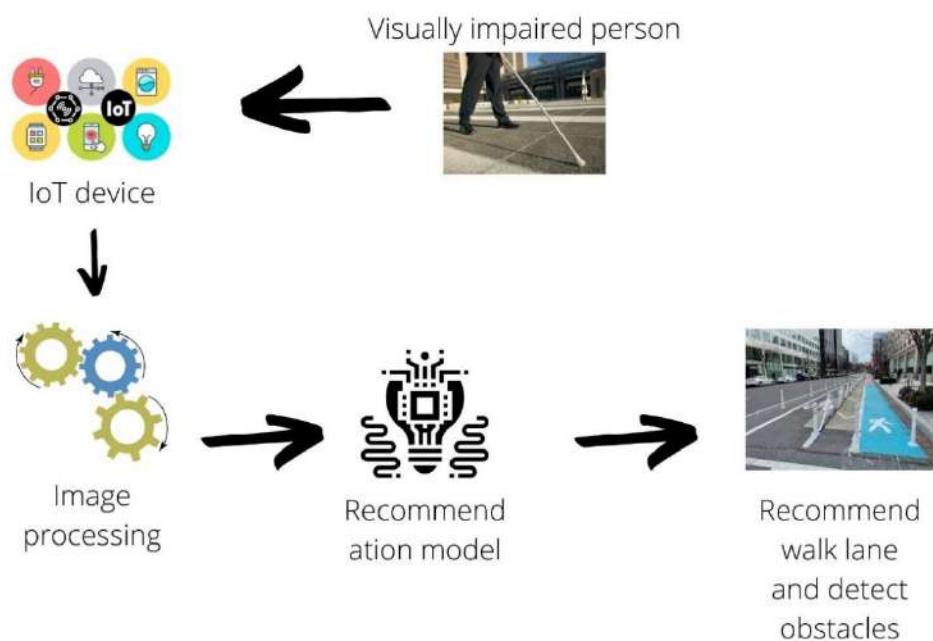 Visually impaired person
IoT
IoT device
Image
processing
Recommend
ation model
Recommend
walk lane
and detect
obstacles